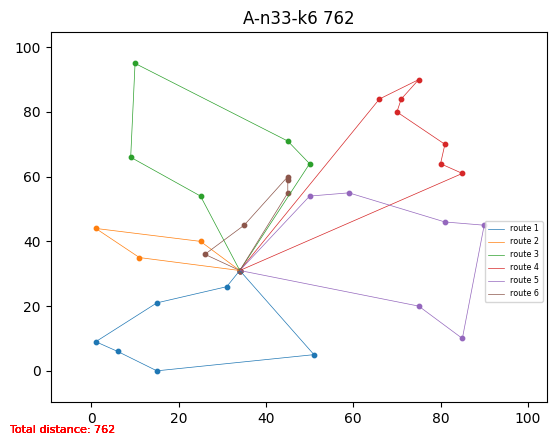 A-n33-k6 762
100
80
60
40
20
0
0 20 40 60 80 100
route 1
route 2
route 3
route 4
route 5
route 6
Total distance: 762